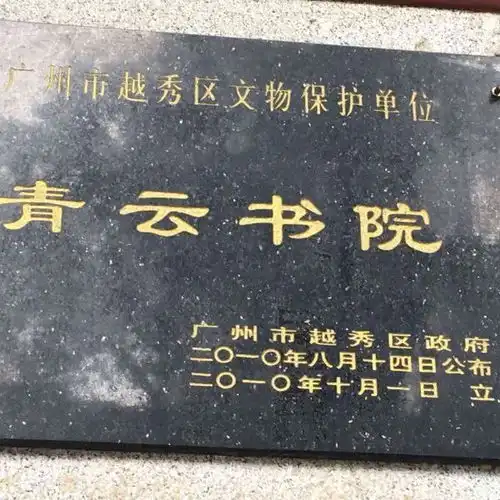 广州市越秀区文物保护单位
青云书院
广州市越秀区政府
二〇一〇年八月十四日公布
二〇一〇年十月一日 立